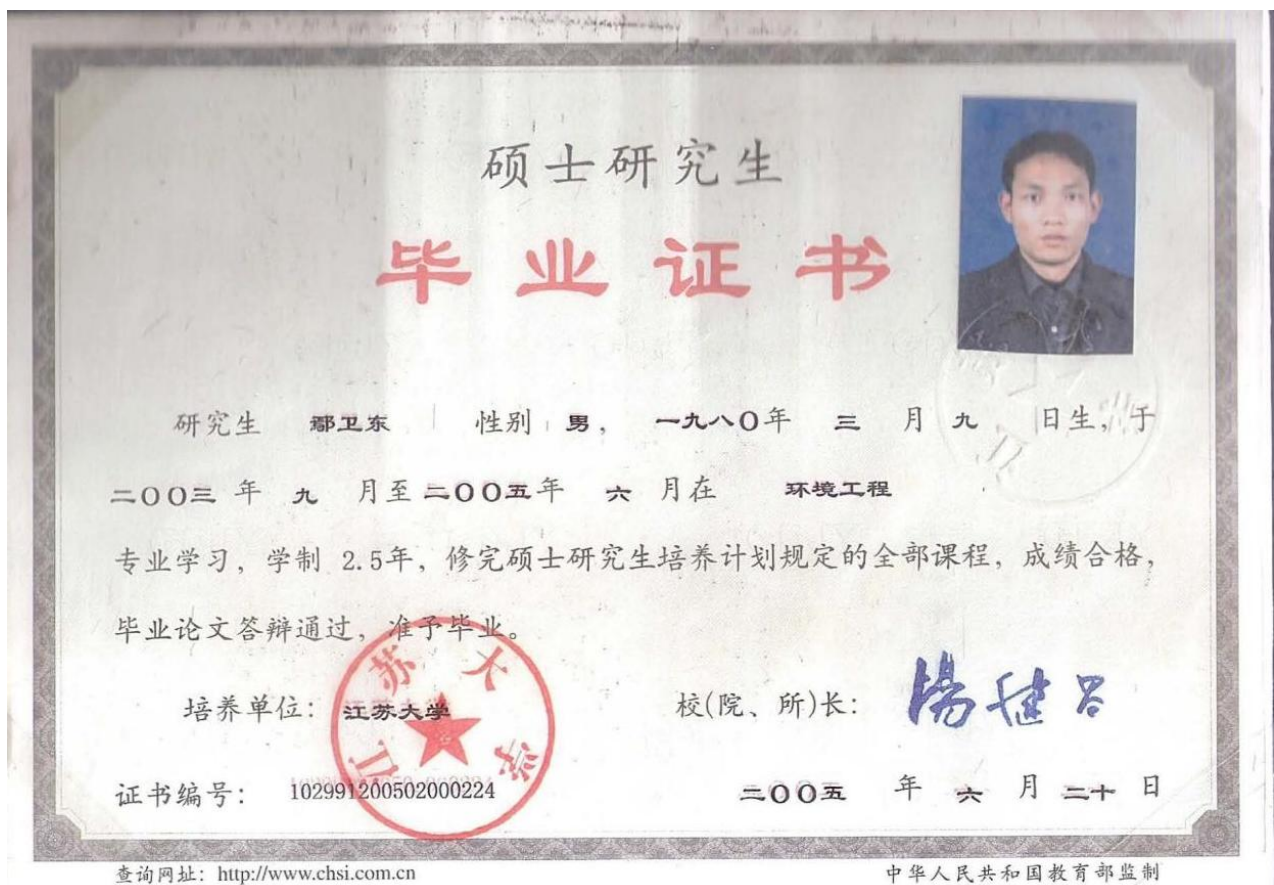 硕士研究生
毕业证书
研究生 鄢卫东 性别 男， 一九八〇年 三 月 九 日生，于
二〇〇三 年 九 月至 二〇〇五年 六 月在 环境工程
专业学习，学制 2.5年，修完硕士研究生培养计划规定的全部课程，成绩合格，
毕业论文答辩通过，准予毕业。
江苏大学
培养单位：江苏大学 校(院、所)长：
证书编号：102991200502000224 二〇〇五 年 六 月 二十 日
查询网址：http://www.chsi.com.cn 中华人民共和国教育部监制